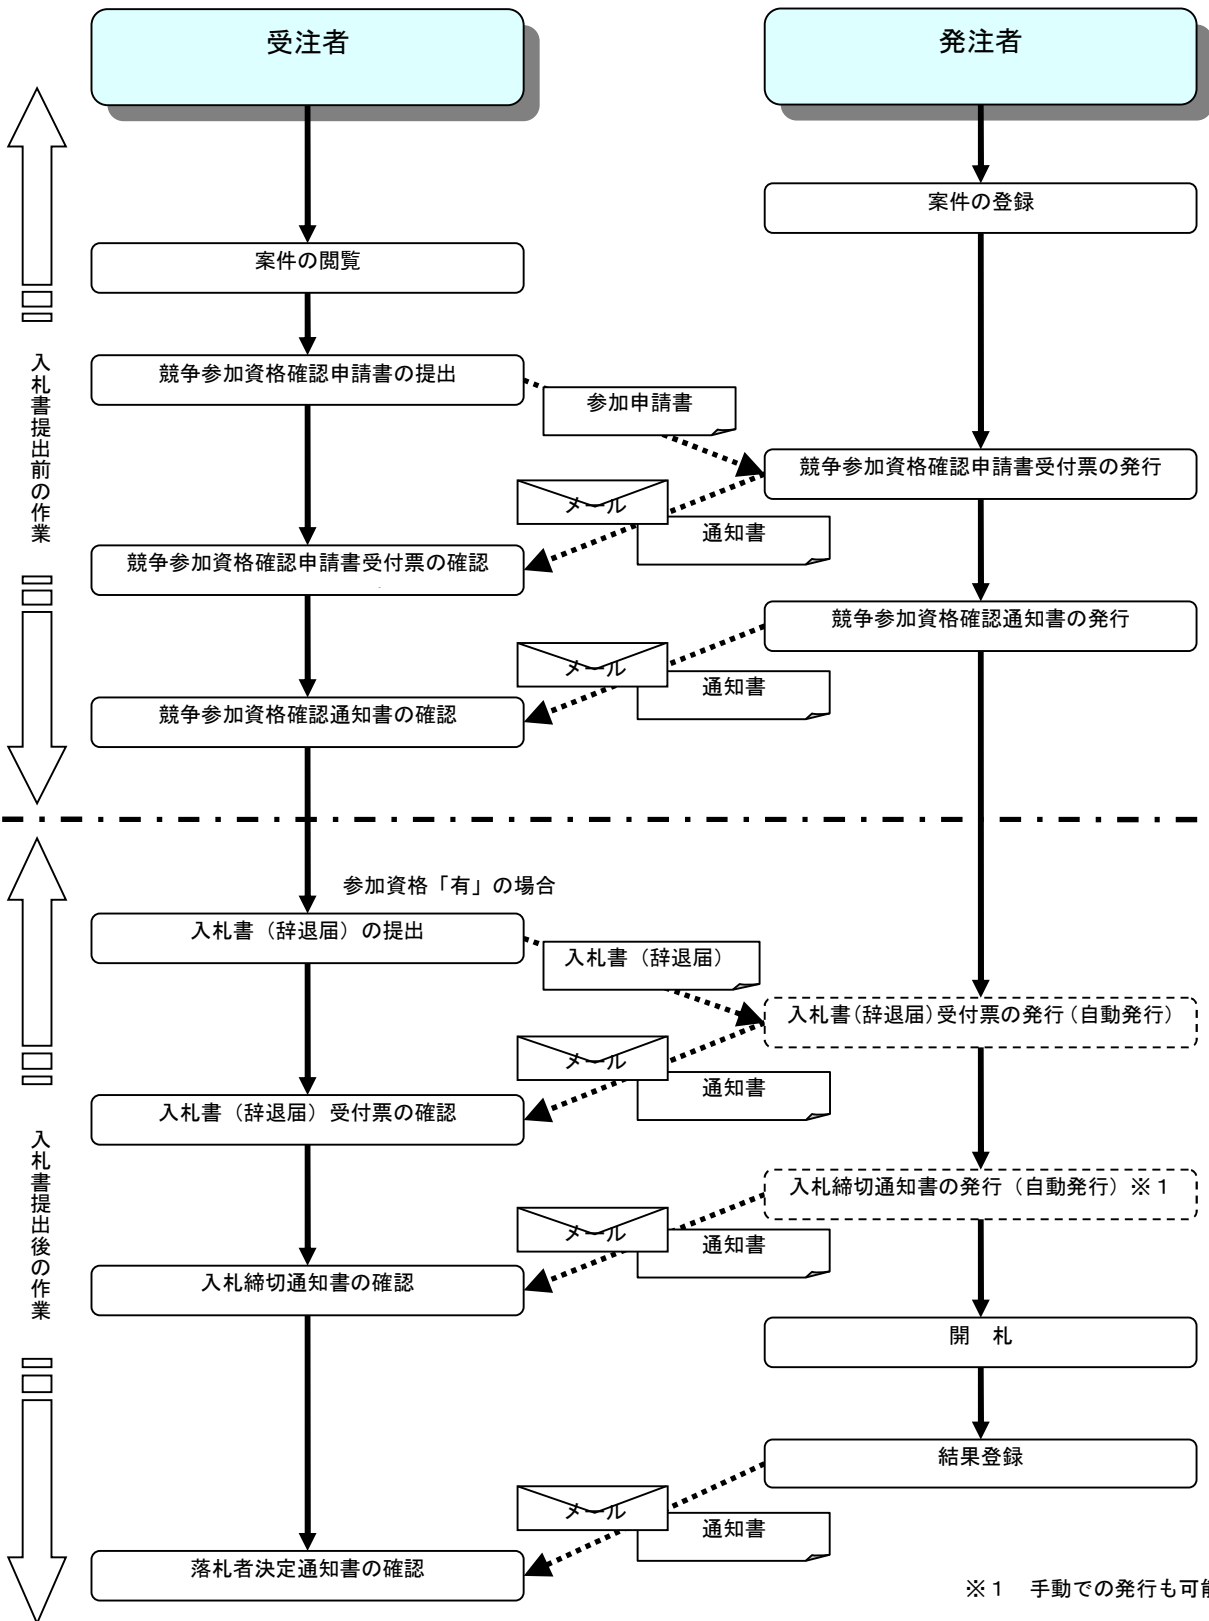 受注者
発注者
案件の登録
案件の閲覧
競争参加資格確認申請書の提出
参加申請書
競争参加資格確認申請書受付票の発行
メール
通知書
競争参加資格確認申請書受付票の確認
競争参加資格確認通知書の発行
メール
通知書
競争参加資格確認通知書の確認
入札書提出前の作業
参加資格「有」の場合
入札書（辞退届）の提出
入札書（辞退届）
入札書（辞退届）受付票の発行（自動発行）
メール
通知書
入札書（辞退届）受付票の確認
入札締切通知書の発行（自動発行）※１
メール
通知書
入札締切通知書の確認
開　札
結果登録
メール
通知書
落札者決定通知書の確認
入札書提出後の作業
※１　手動での発行も可能